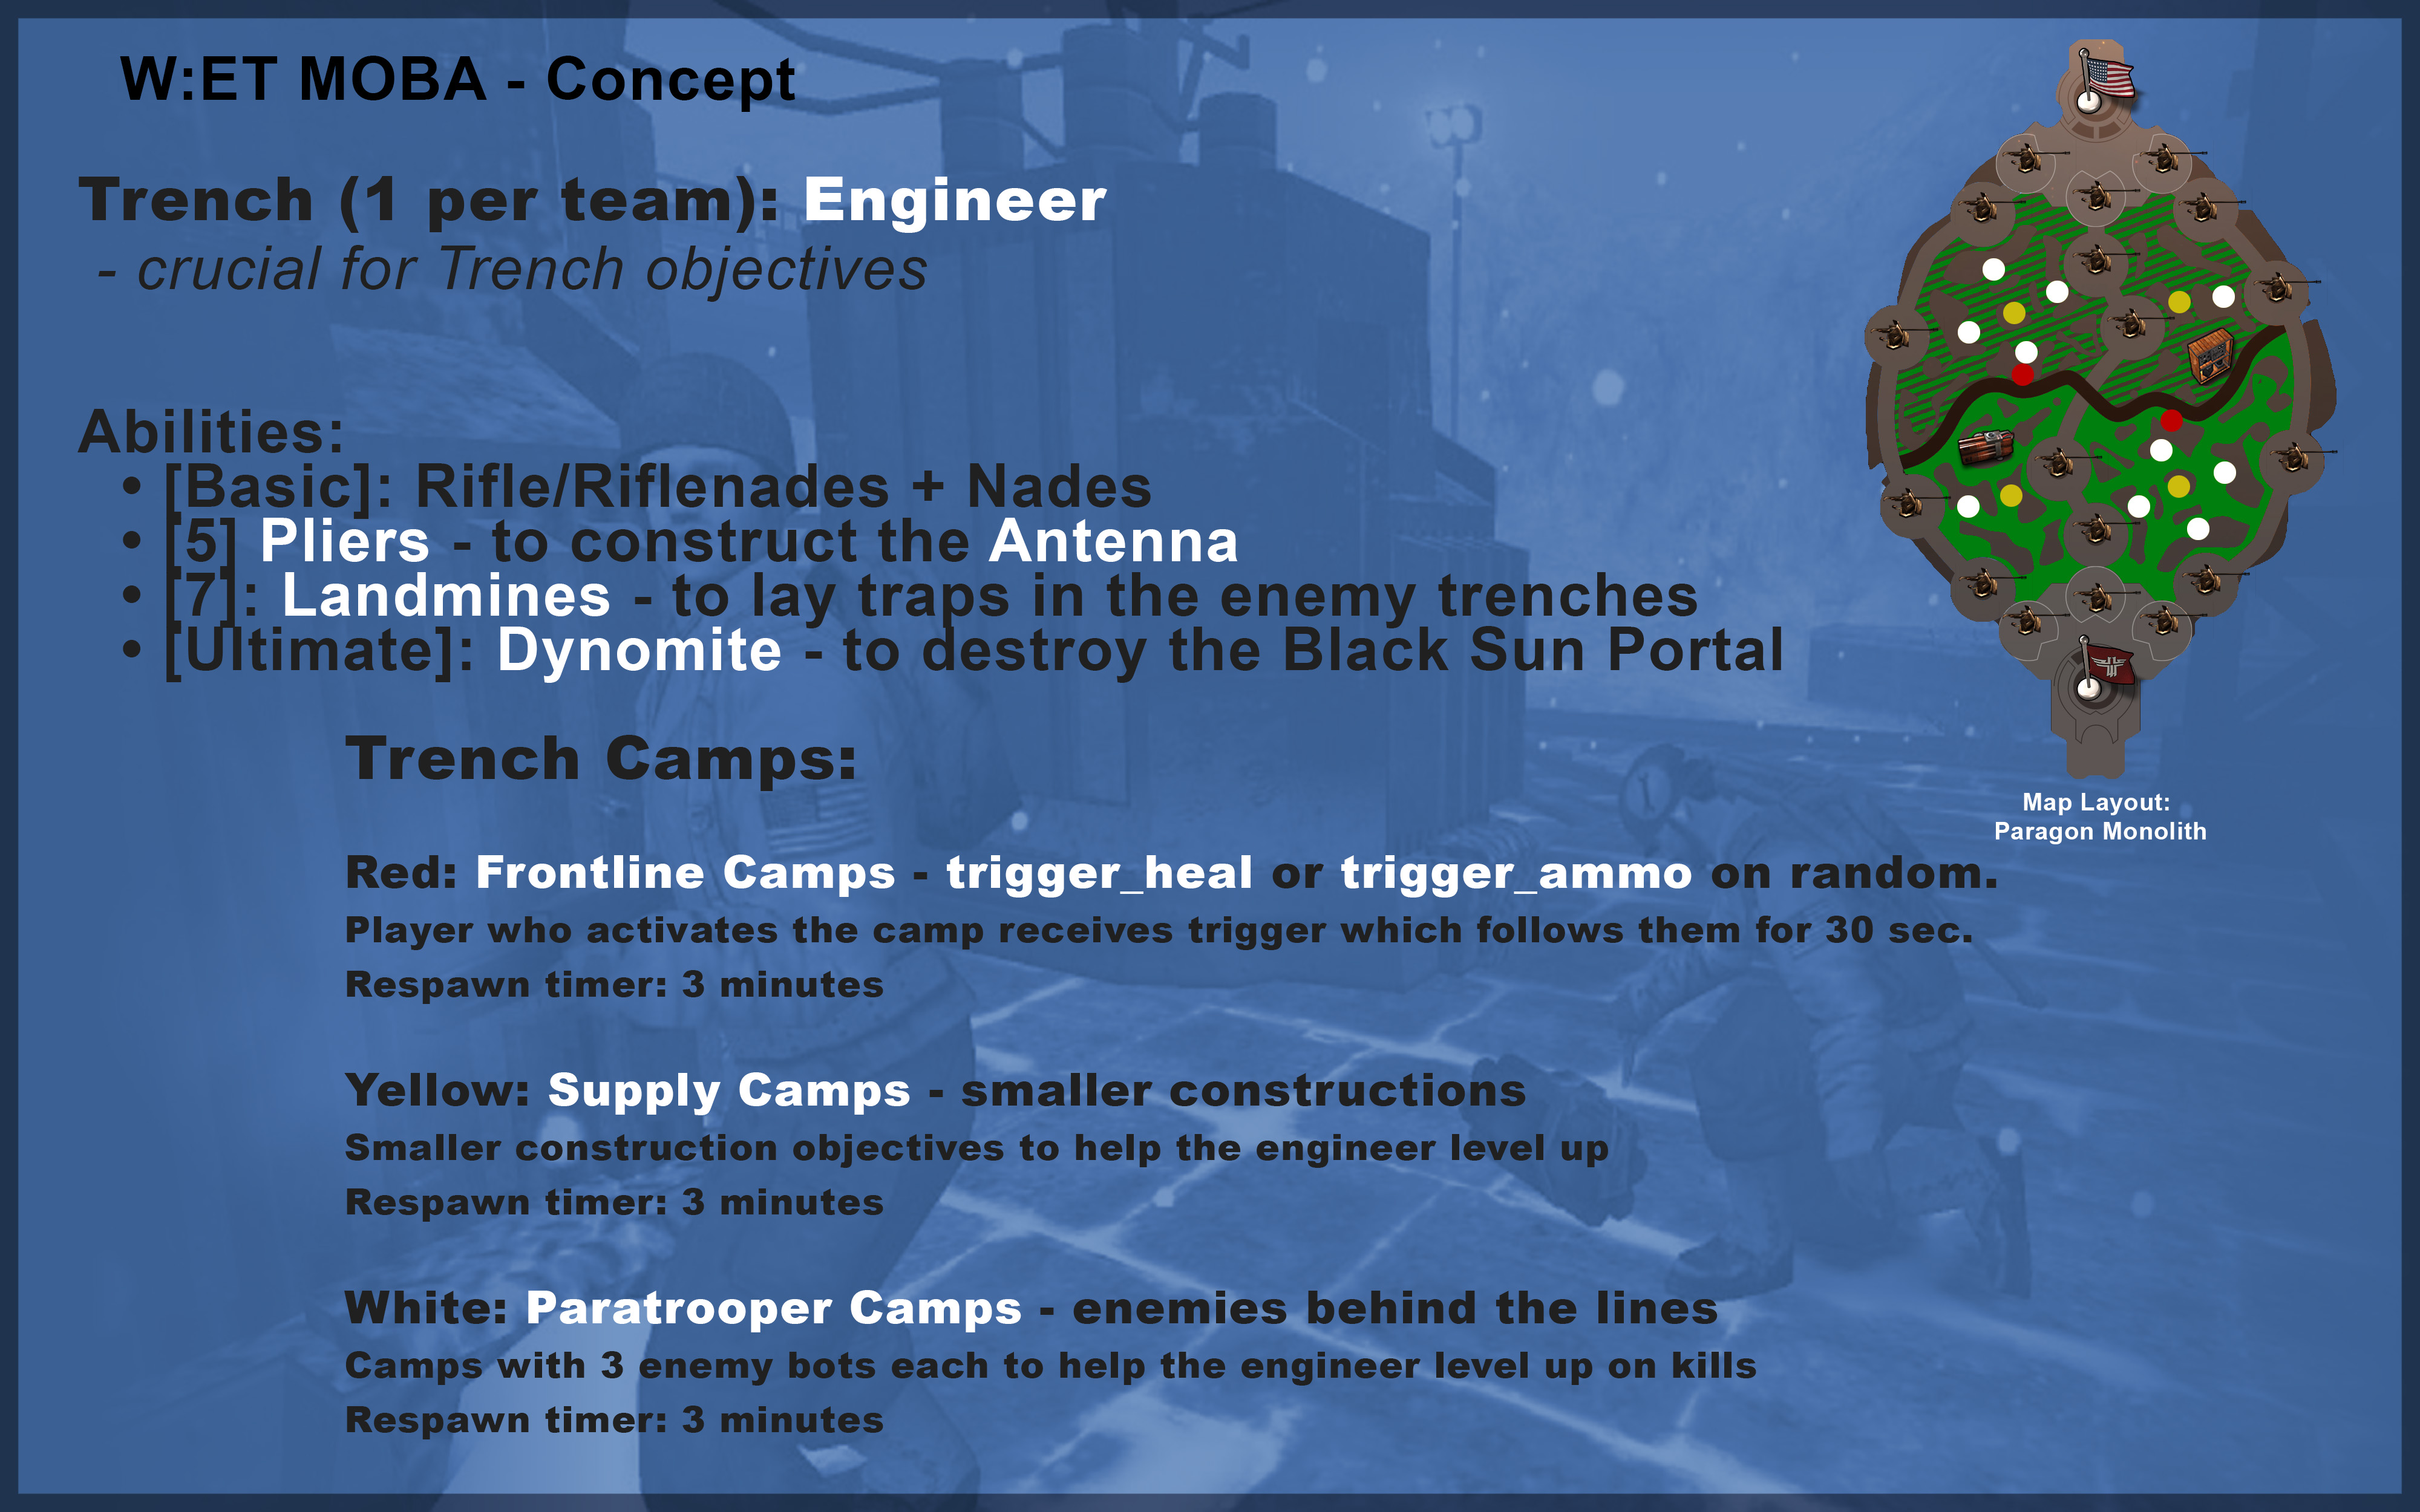 W:ET MOBA - Concept
Trench (1 per team): Engineer
- crucial for Trench objectives
Abilities:
• [Basic]: Rifle/Riflenades + Nades
• [5] Pliers - to construct the Antenna
• [7]: Landmines - to lay traps in the enemy trenches
• [Ultimate]: Dynomite - to destroy the Black Sun Portal
Map Layout:
Paragon Monolith
Trench Camps:
Red: Frontline Camps - trigger_heal or trigger_ammo on random.
Player who activates the camp receives trigger which follows them for 30 sec.
Respawn timer: 3 minutes
Yellow: Supply Camps - smaller constructions
Smaller construction objectives to help the engineer level up
Respawn timer: 3 minutes
White: Paratrooper Camps - enemies behind the lines
Camps with 3 enemy bots each to help the engineer level up on kills
Respawn timer: 3 minutes